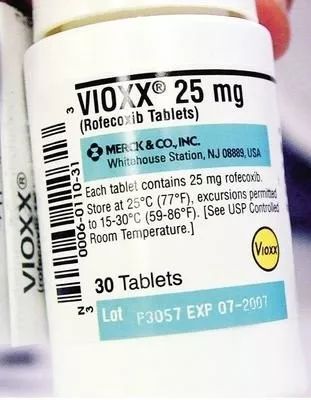 VIOXX® 25 mg
(Rofecoxib Tablets)
MERCK & CO., INC.
Whitehouse Station, NJ 08889, USA
Each tablet contains 25 mg rofecoxib.
Store at 25°C (77°F), excursions permitted
to 15-30°C (59-86°F). [See USP Controlled
Room Temperature.]
Vioxx
30 Tablets
Lot P3057 EXP 07-2007
3
0006-0110-31
N3
VIOXX®